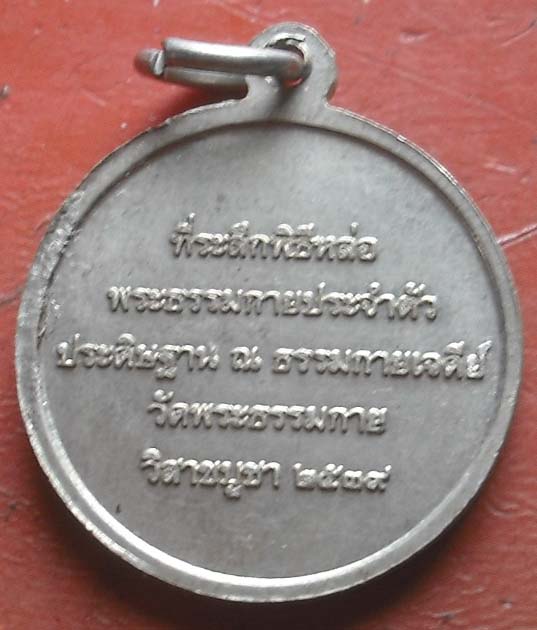 ที่ระลึกพิธีหล่อ
พระธรรมกายประจำตัว
ประดิษฐาน ณ ธรรมกายเจดีย์
วัดพระธรรมกาย
วิสาขบูชา ๒๕๓๙